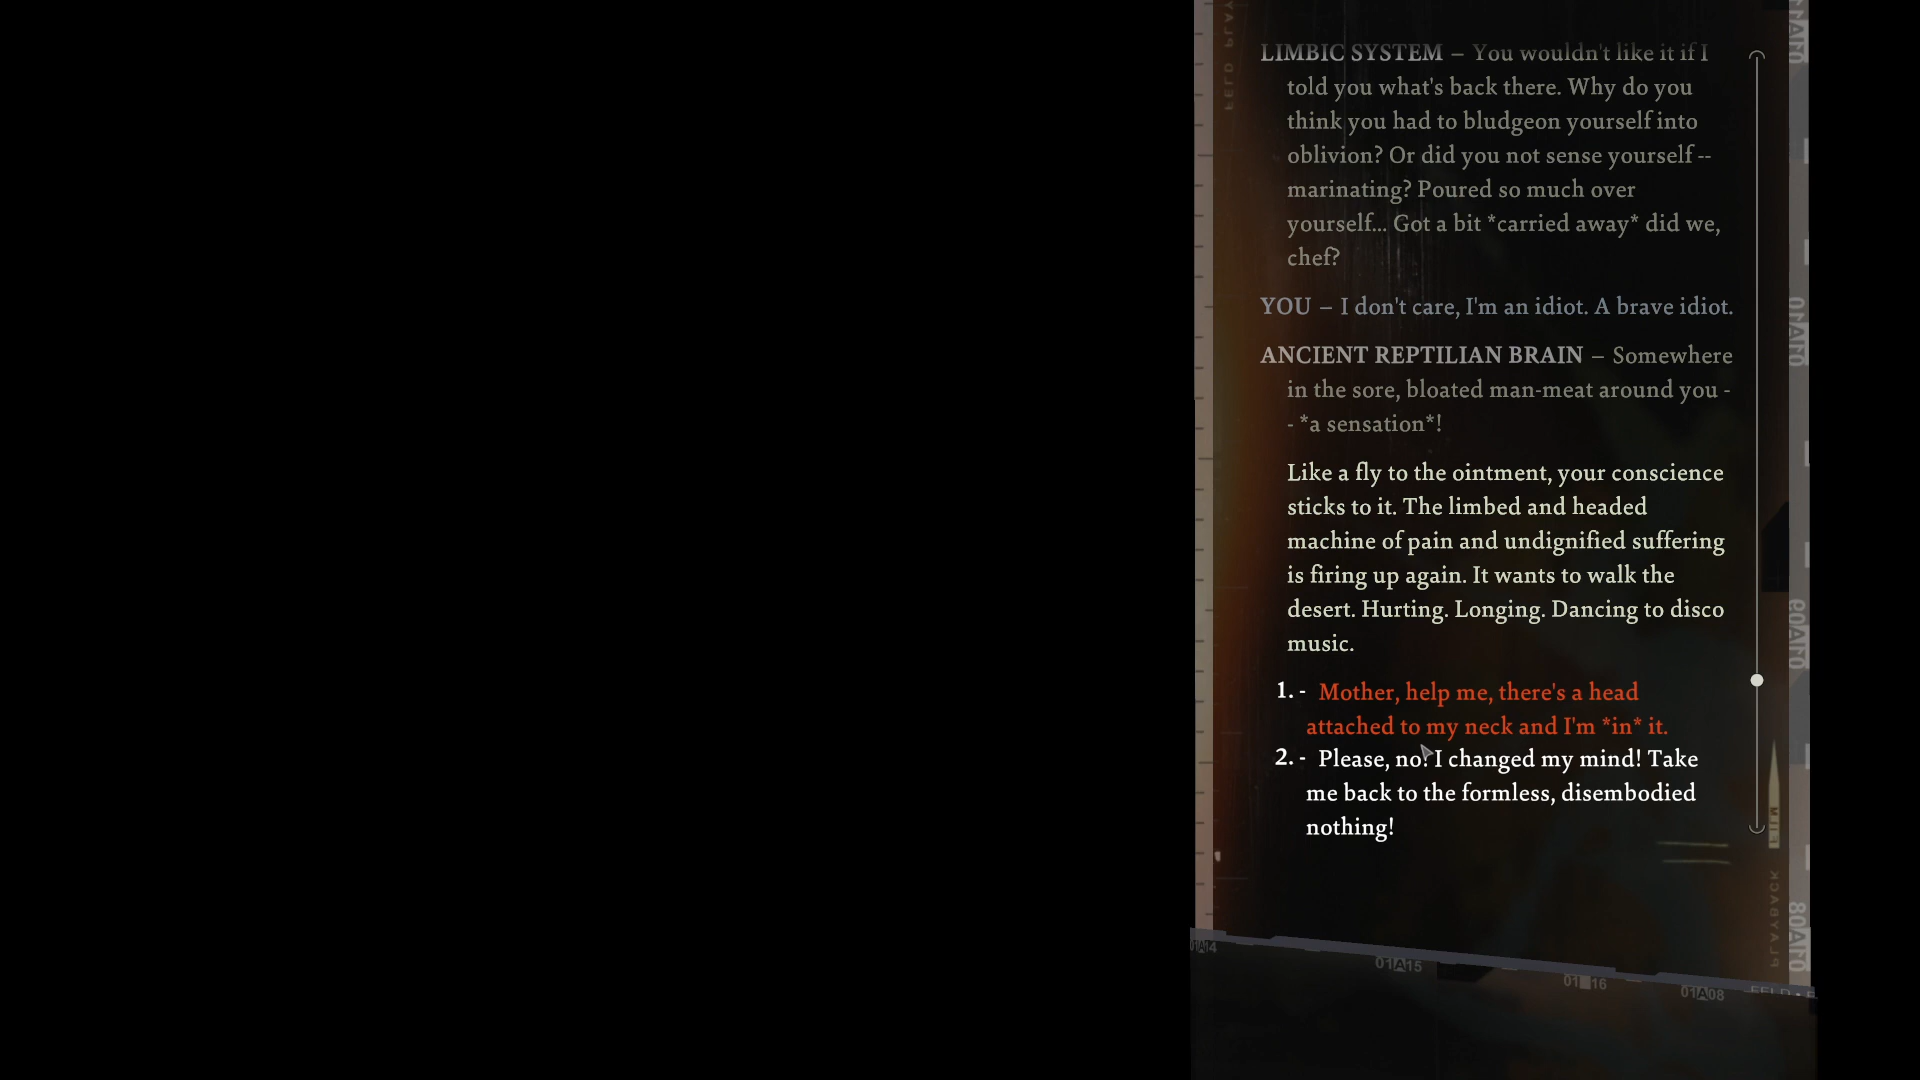 LIMBIC SYSTEM – You wouldn't like it if I
told you what's back there. Why do you
think you had to bludgeon yourself into
oblivion? Or did you not sense yourself --
marinating? Poured so much over
yourself... Got a bit *carried away* did we,
chef?
YOU – I don't care, I'm an idiot. A brave idiot.
ANCIENT REPTILIAN BRAIN – Somewhere
in the sore, bloated man-meat around you -
- *a sensation*!
Like a fly to the ointment, your conscience
sticks to it. The limbed and headed
machine of pain and undignified suffering
is firing up again. It wants to walk the
desert. Hurting. Longing. Dancing to disco
music.
1. - Mother, help me, there's a head
attached to my neck and I'm *in* it.
2. - Please, no! I changed my mind! Take
me back to the formless, disembodied
nothing!
PLAYBACK
01A15
16
01A08